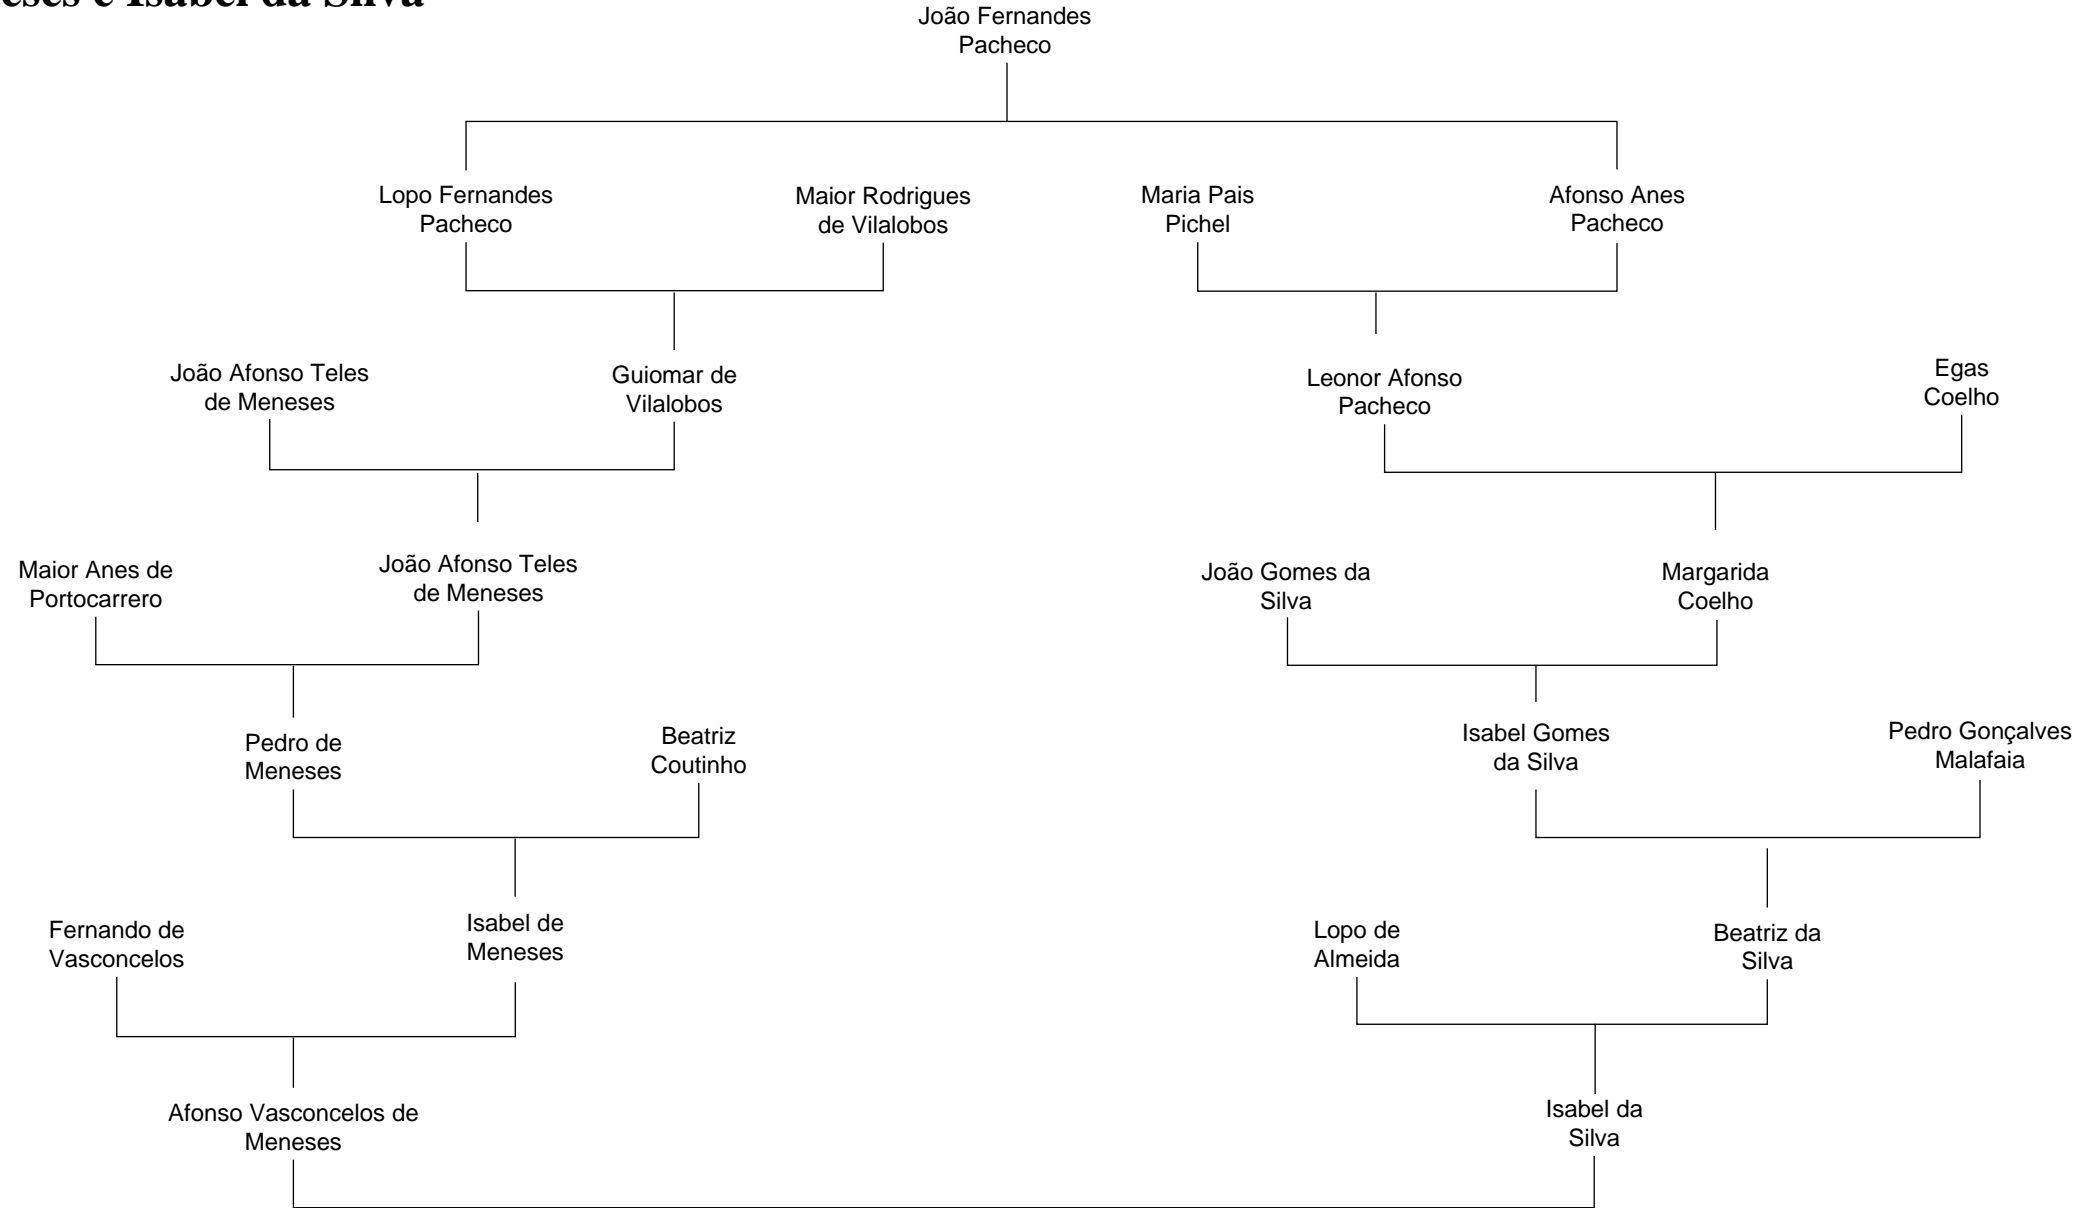 eses e Isabel da Silva
João Fernandes
Pacheco
Lopo Fernandes
Pacheco
Maior Rodrigues
de Vilalobos
Maria Pais
Pichel
Afonso Anes
Pacheco
João Afonso Teles
de Meneses
Guiomar de
Vilalobos
Leonor Afonso
Pacheco
Egas
Coelho
Maior Anes de
Portocarrero
João Afonso Teles
de Meneses
João Gomes da
Silva
Margarida
Coelho
Pedro de
Meneses
Beatriz
Coutinho
Isabel Gomes
da Silva
Pedro Gonçalves
Malafaia
Fernando de
Vasconcelos
Isabel de
Meneses
Lopo de
Almeida
Beatriz da
Silva
Afonso Vasconcelos de
Meneses
Isabel da
Silva